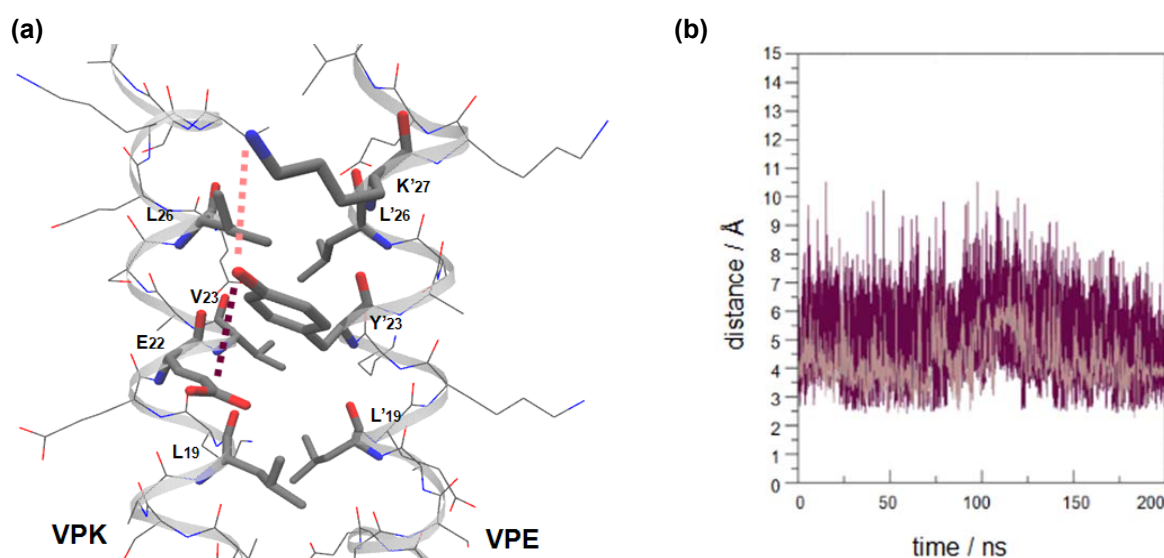 (a)
(b)
K'27
L26
L'26
V23
E22
Y'23
L19
L'19
VPK
VPE
distance / Å
15
14
13
12
11
10
9
8
7
6
5
4
3
2
1
0
0 50 100 150 200
time / ns